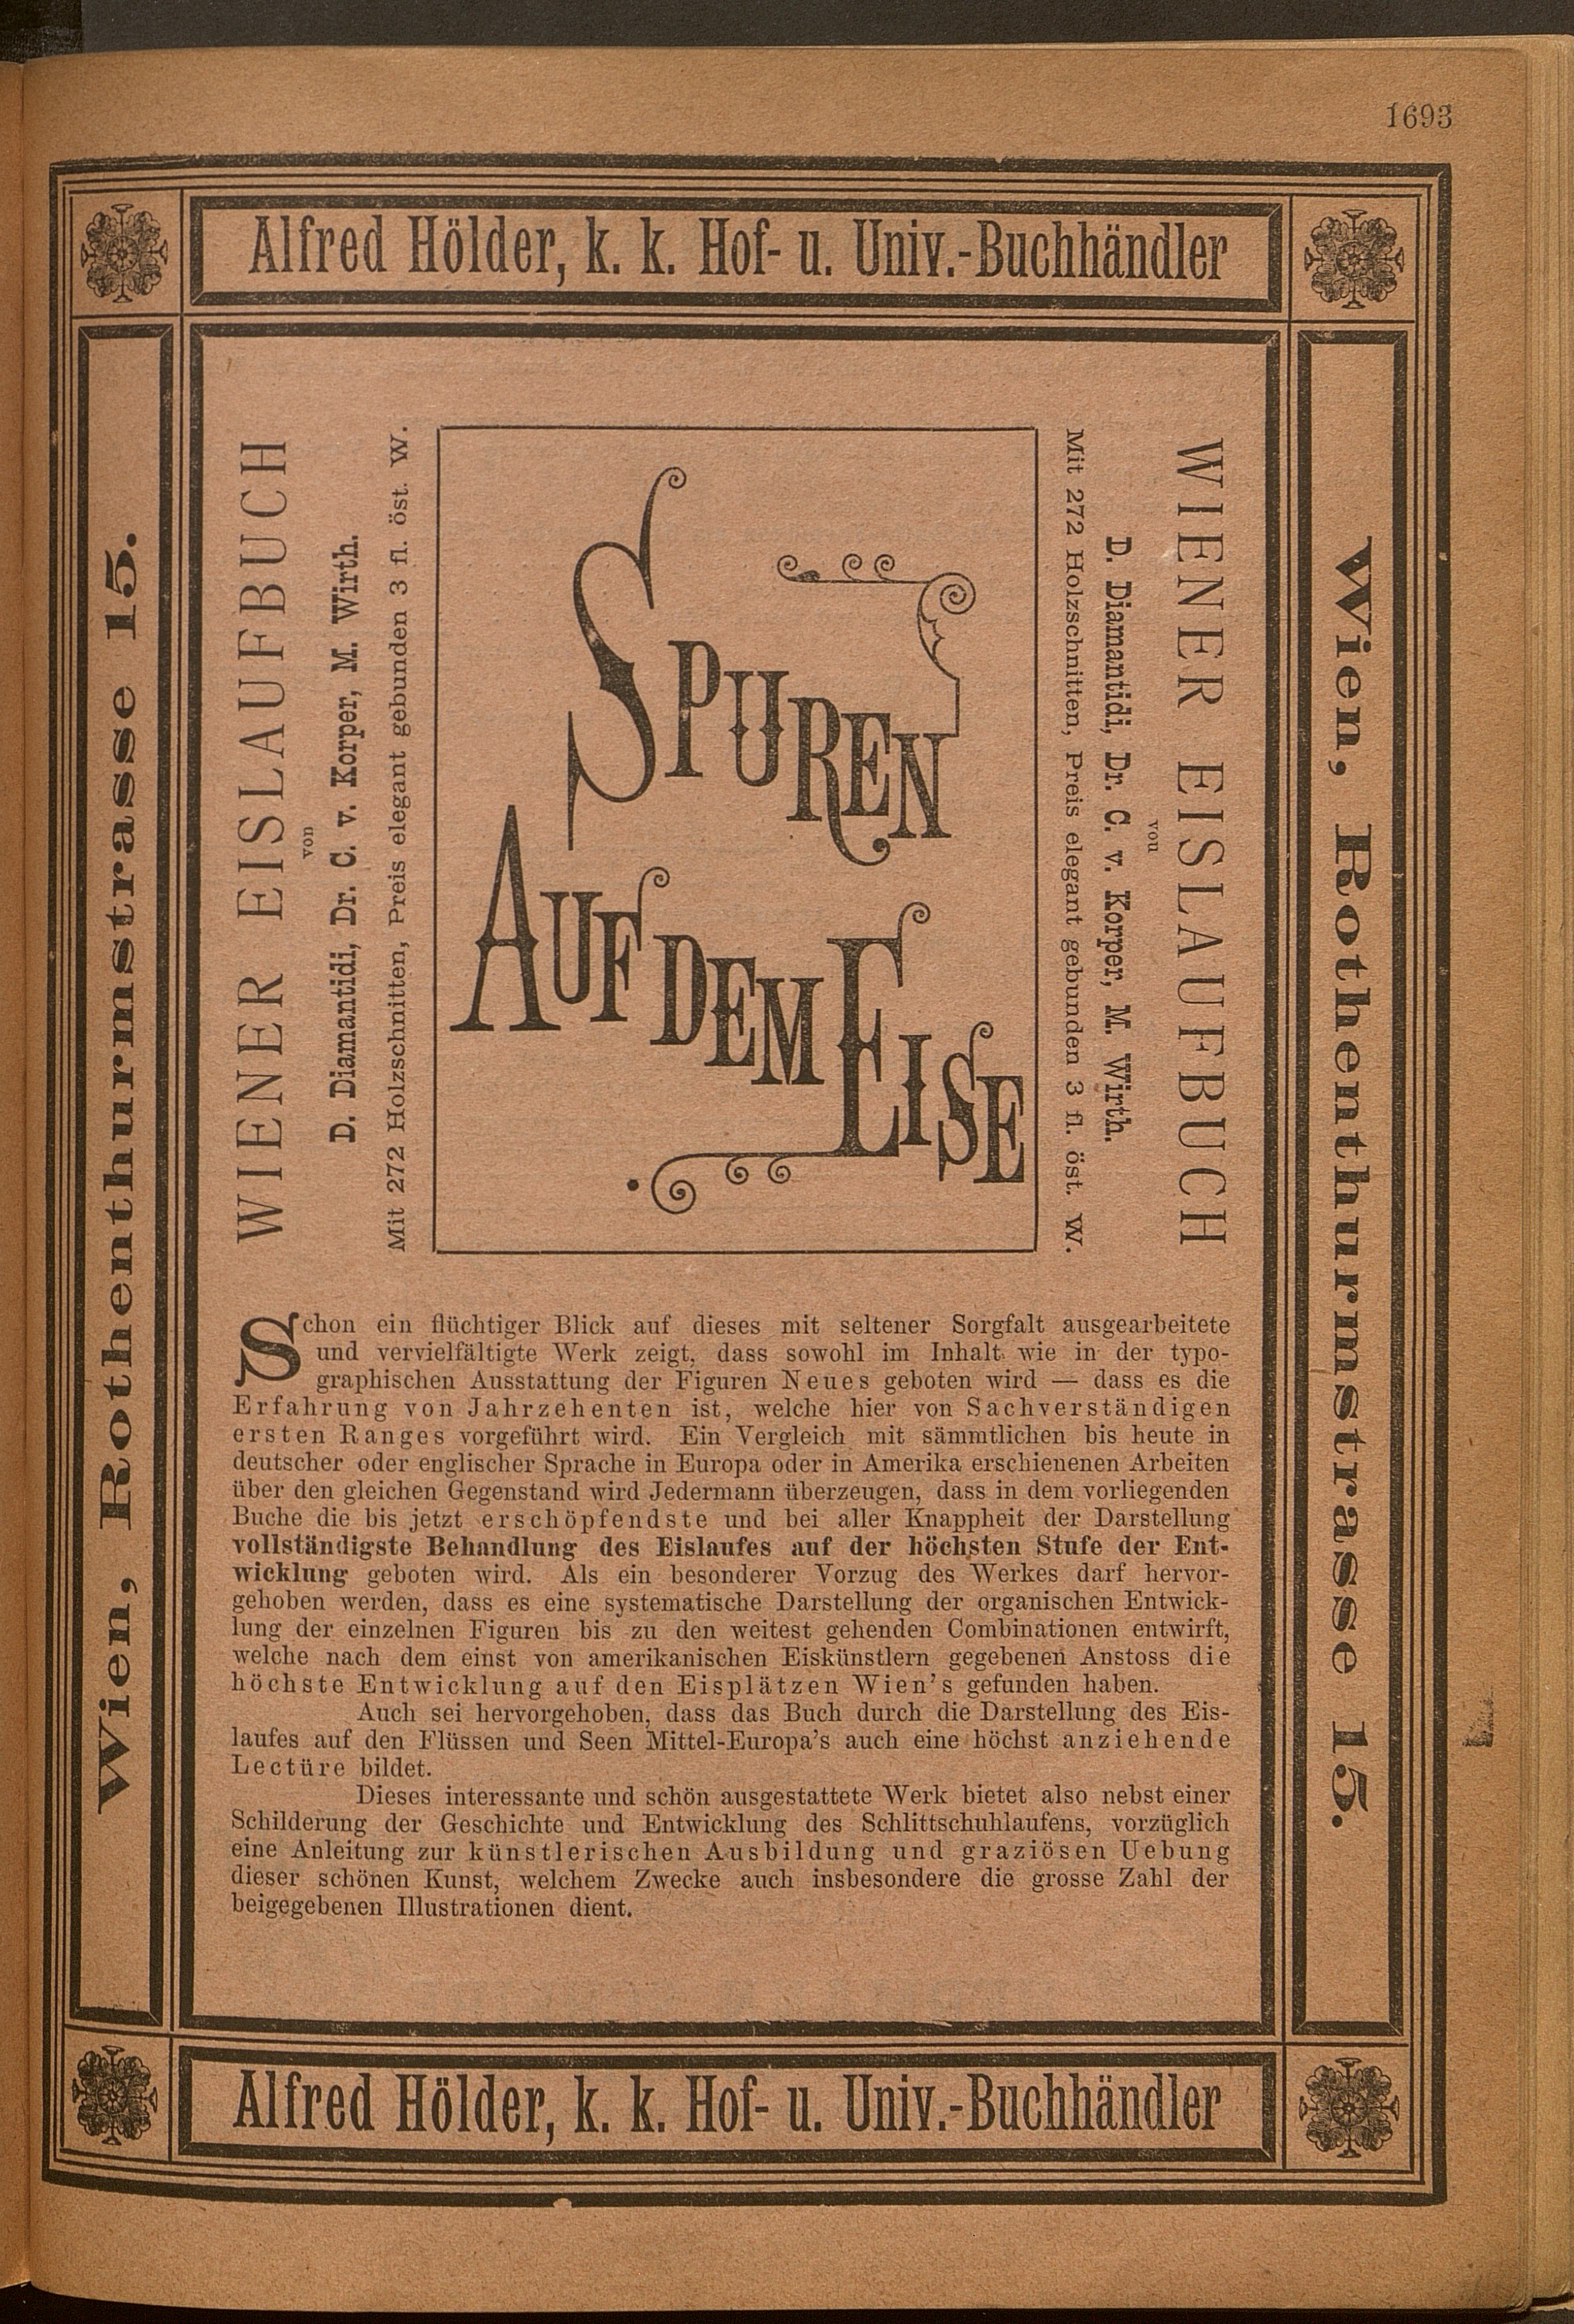 1693
Alfred Hölder, k. k. Hof- u. Univ.-Buchhändler
Wien, Rothenthurmstrasse 15.
WIENER EISLAUFBUCH
von
D. Diamantidi, Dr. C. v. Korper, M. Wirth.
Mit 272 Holzschnitten, Preis elegant gebunden 3 fl. öst. W.
SPUREN
AUF DEM EISE
Mit 272 Holzschnitten, Preis elegant gebunden 3 fl. öst. W.
D. Diamantidi, Dr. C. v. Korper, M. Wirth.
von
WIENER EISLAUFBUCH
Wien, Rothenthurmstrasse 15.
Schon ein flüchtiger Blick auf dieses mit seltener Sorgfalt ausgearbeitete
und vervielfältigte Werk zeigt, dass sowohl im Inhalt wie in der typo-
graphischen Ausstattung der Figuren Neues geboten wird — dass es die
Erfahrung von Jahrzehenten ist, welche hier von Sachverständigen
ersten Ranges vorgeführt wird. Ein Vergleich mit sämmtlichen bis heute in
deutscher oder englischer Sprache in Europa oder in Amerika erschienenen Arbeiten
über den gleichen Gegenstand wird Jedermann überzeugen, dass in dem vorliegenden
Buche die bis jetzt erschöpfendste und bei aller Knappheit der Darstellung
vollständigste Behandlung des Eislaufes auf der höchsten Stufe der Ent-
wicklung geboten wird. Als ein besonderer Vorzug des Werkes darf hervor-
gehoben werden, dass es eine systematische Darstellung der organischen Entwick-
lung der einzelnen Figuren bis zu den weitest gehenden Combinationen entwirft,
welche nach dem einst von amerikanischen Eiskünstlern gegebenen Anstoss die
höchste Entwicklung auf den Eisplätzen Wien's gefunden haben.
Auch sei hervorgehoben, dass das Buch durch die Darstellung des Eis-
laufes auf den Flüssen und Seen Mittel-Europa's auch eine höchst anziehende
Lectüre bildet.
Dieses interessante und schön ausgestattete Werk bietet also nebst einer
Schilderung der Geschichte und Entwicklung des Schlittschuhlaufens, vorzüglich
eine Anleitung zur künstlerischen Ausbildung und graziösen Uebung
dieser schönen Kunst, welchem Zwecke auch insbesondere die grosse Zahl der
beigegebenen Illustrationen dient.
Alfred Hölder, k. k. Hof- u. Univ.-Buchhändler